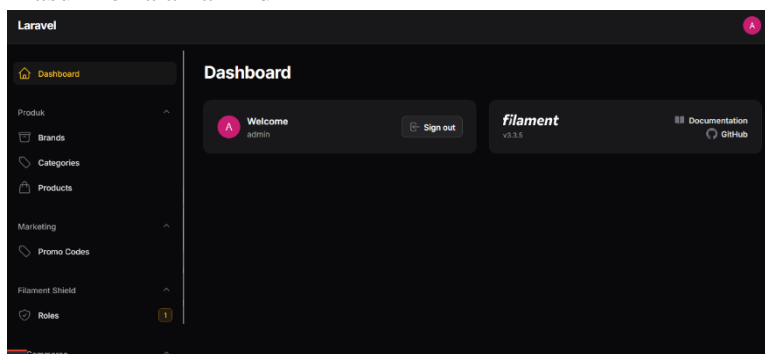 Laravel
A
Dashboard
Produk
Brands
Categories
Products
Marketing
Promo Codes
Filament Shield
Roles
1
Dashboard
A
Welcome
admin
Sign out
filament
v3.3.5
Documentation
GitHub